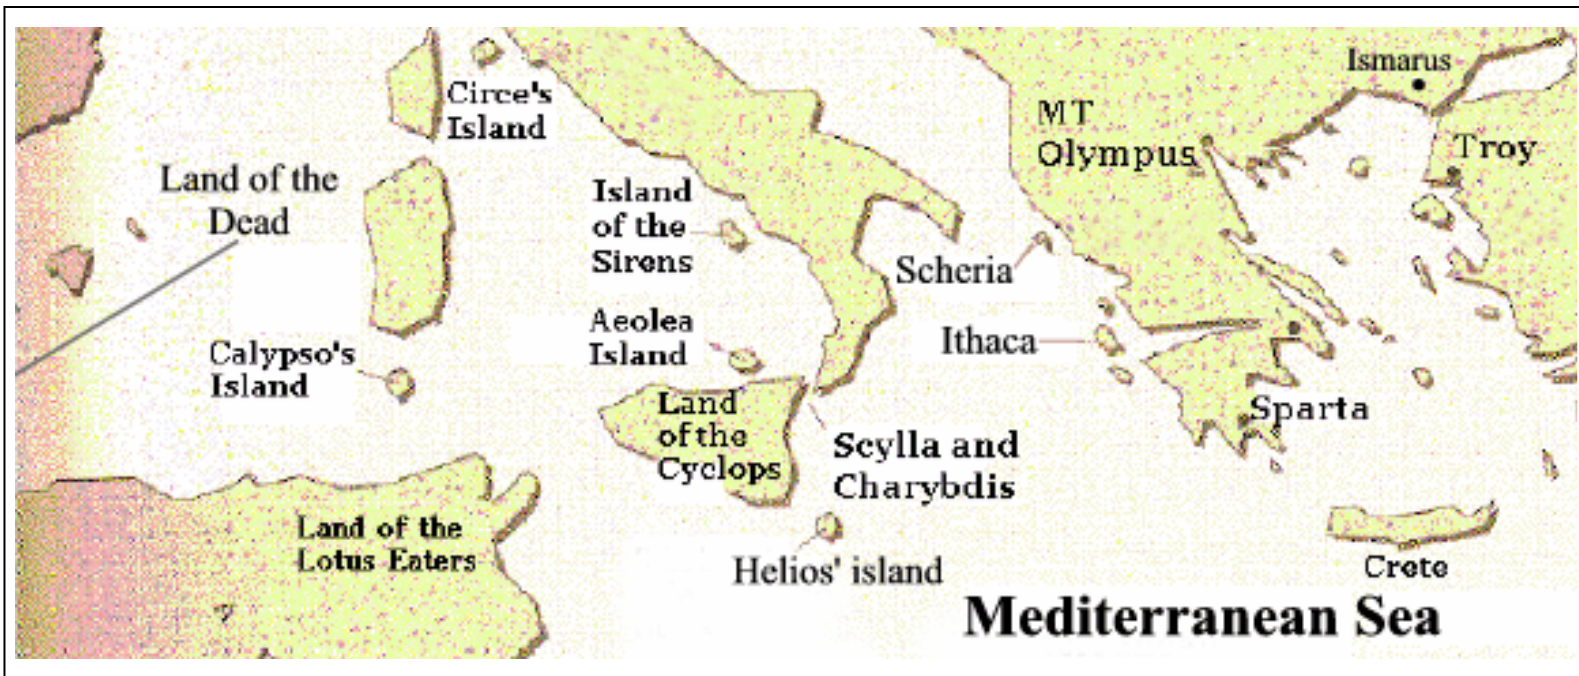 Ismarus
MT
Olympus
Troy
Circe's
Island
Land of the
Dead
Island
of the
Sirens
Scheria
Ithaca
Aeolea
Island
Calypso's
Island
Land
of the
Cyclops
Sparta
Scylla and
Charybdis
Land of the
Lotus Eaters
Helios' island
Crete
Mediterranean Sea